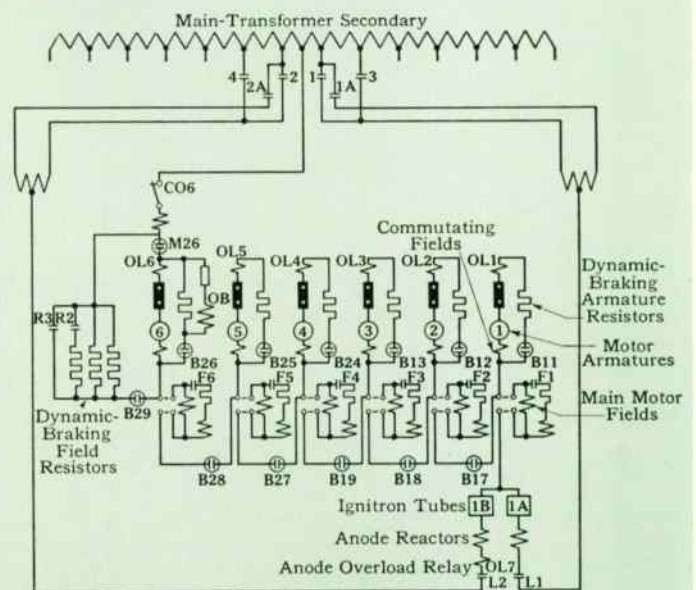 Main-Transformer Secondary
4 2A 2 1 1A 3
CO6
M26
Commutating
Fields
OL6 OL5 OL4 OL3 OL2 OL1
Dynamic-
Braking
Armature
Resistors
R3 R2
OB
6 5 4 3 2 1
Motor
Armatures
B26 B25 B24 B13 B12 B11
F6 F5 F4 F3 F2 F1
B29
Main Motor
Fields
Dynamic-
Braking
Field
Resistors
B28 B27 B19 B18 B17
Ignitron Tubes 1B 1A
Anode Reactors
Anode Overload Relay OL7
L2 L1